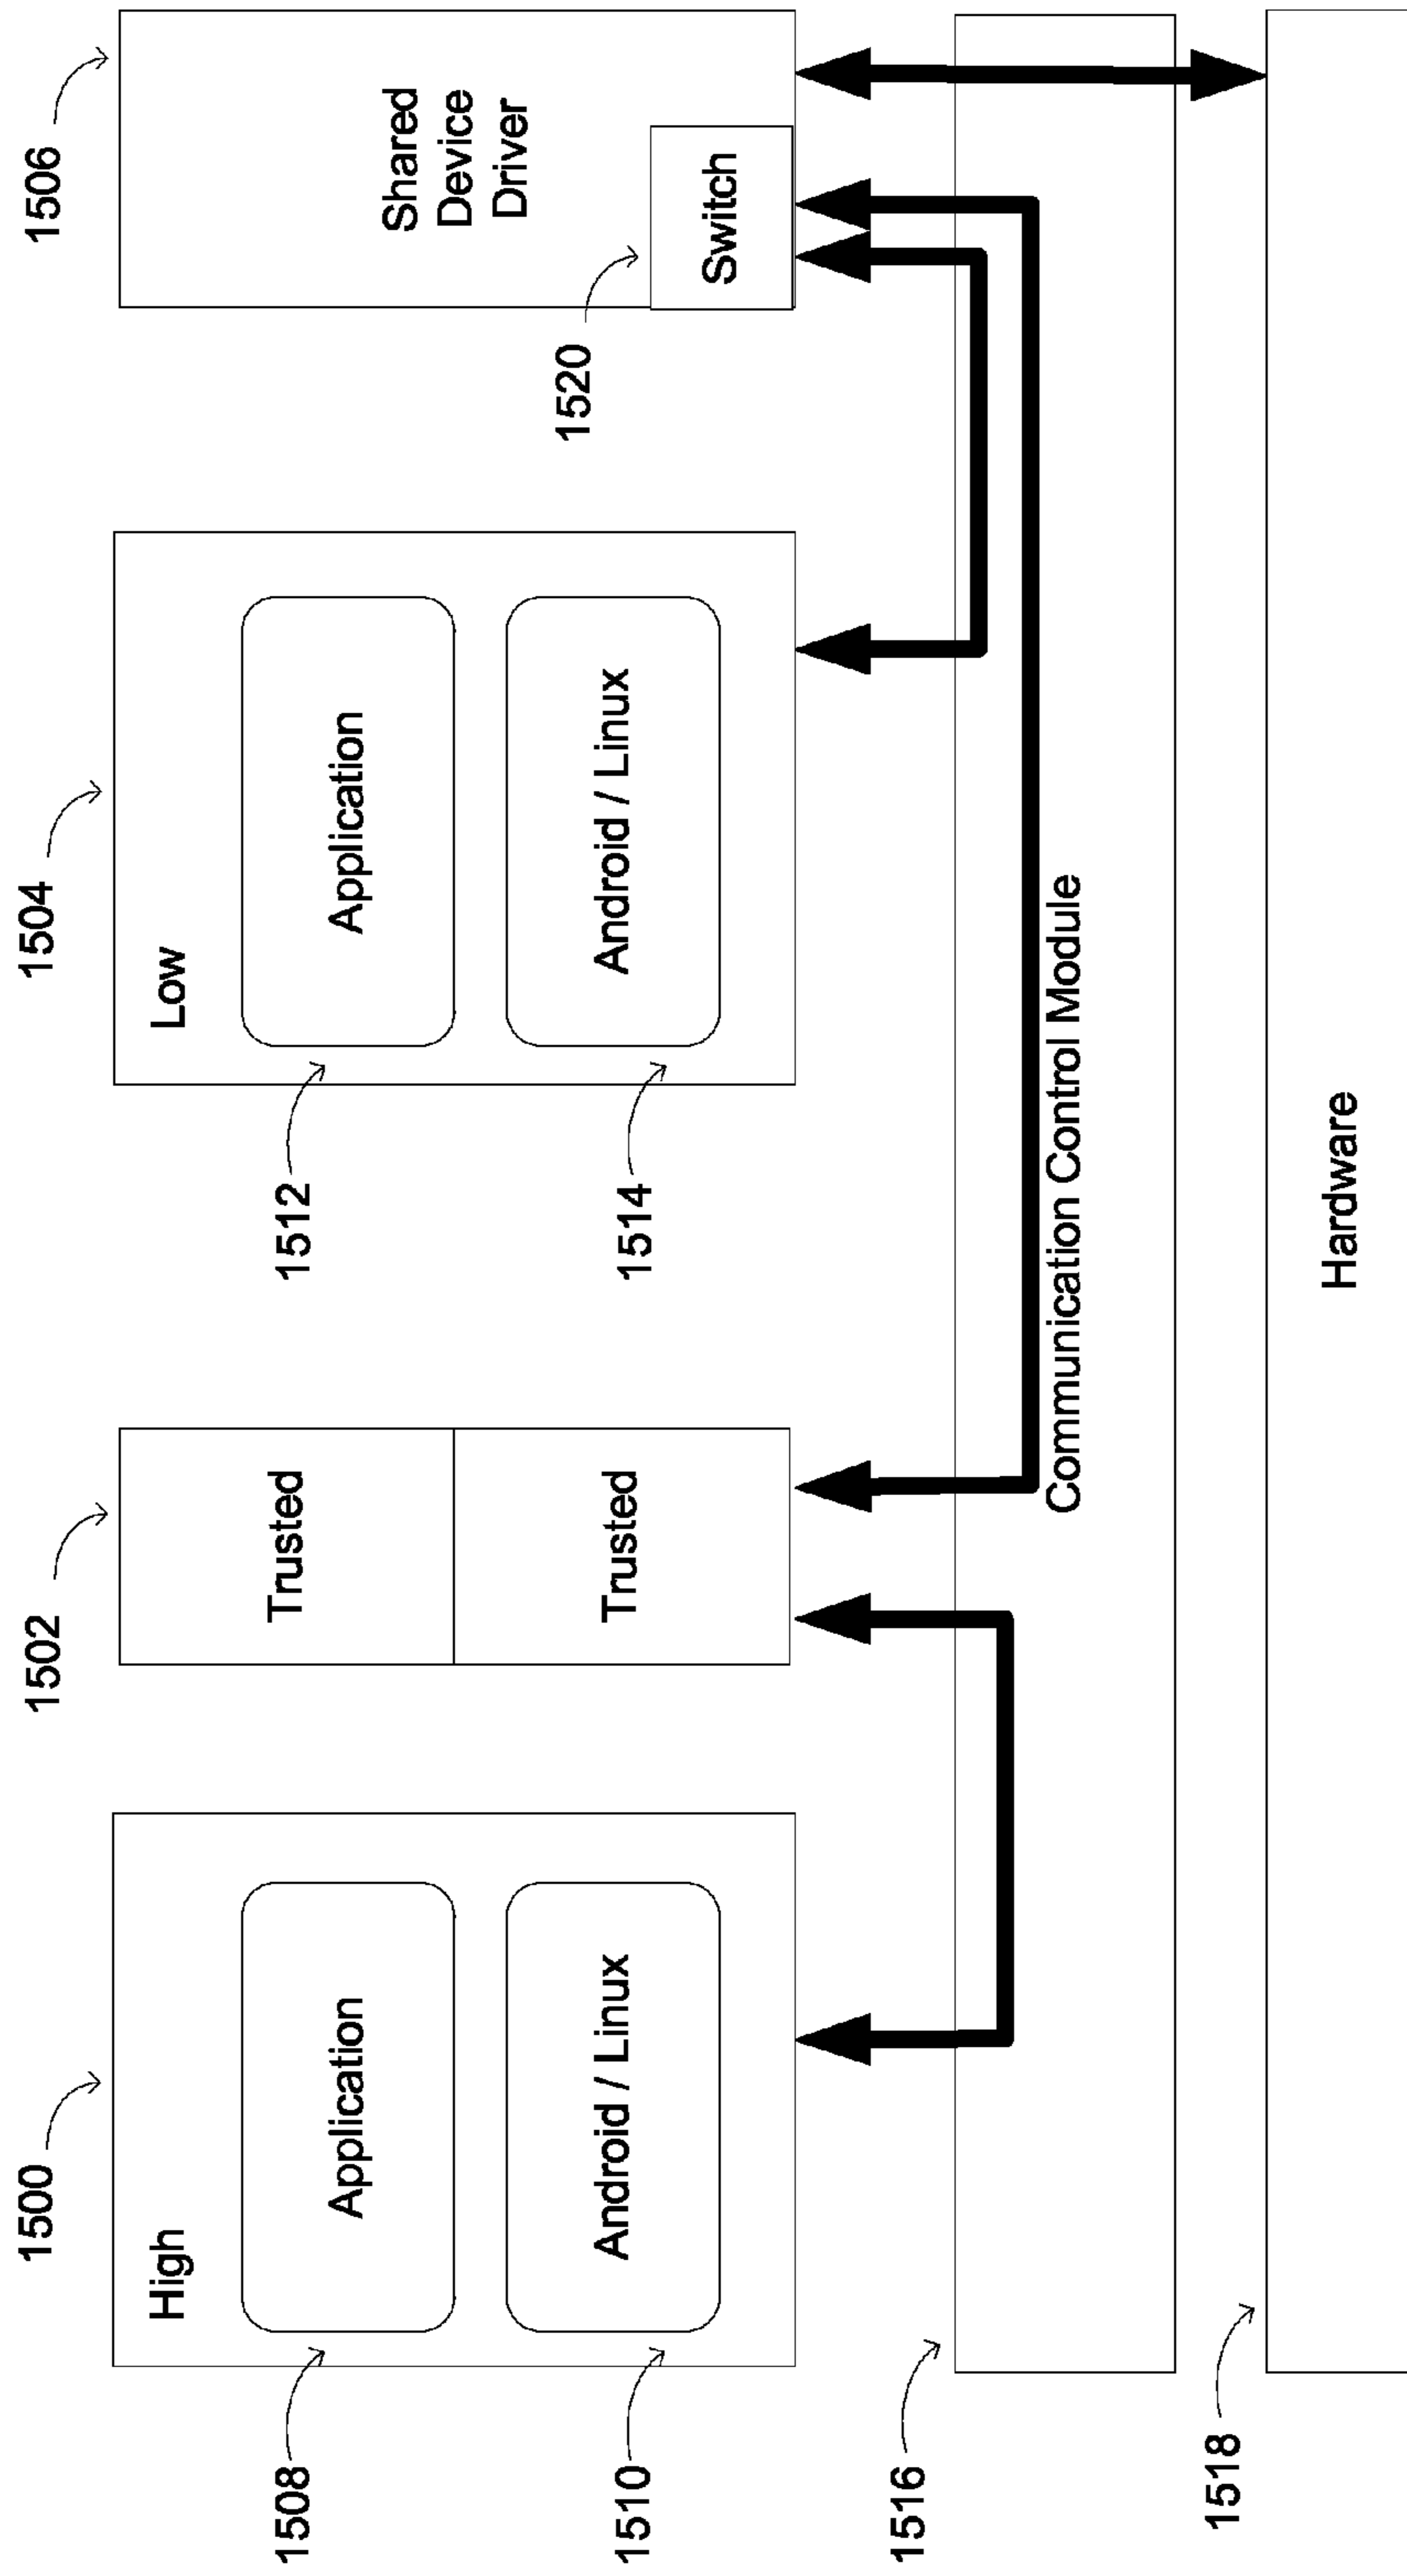 1500
1502
1504
1506
High
Low
Application
Trusted
Application
Shared
Device
Driver
1508
1512
1520
Android / Linux
Trusted
Android / Linux
Switch
1510
1514
1516
Communication Control Module
1518
Hardware